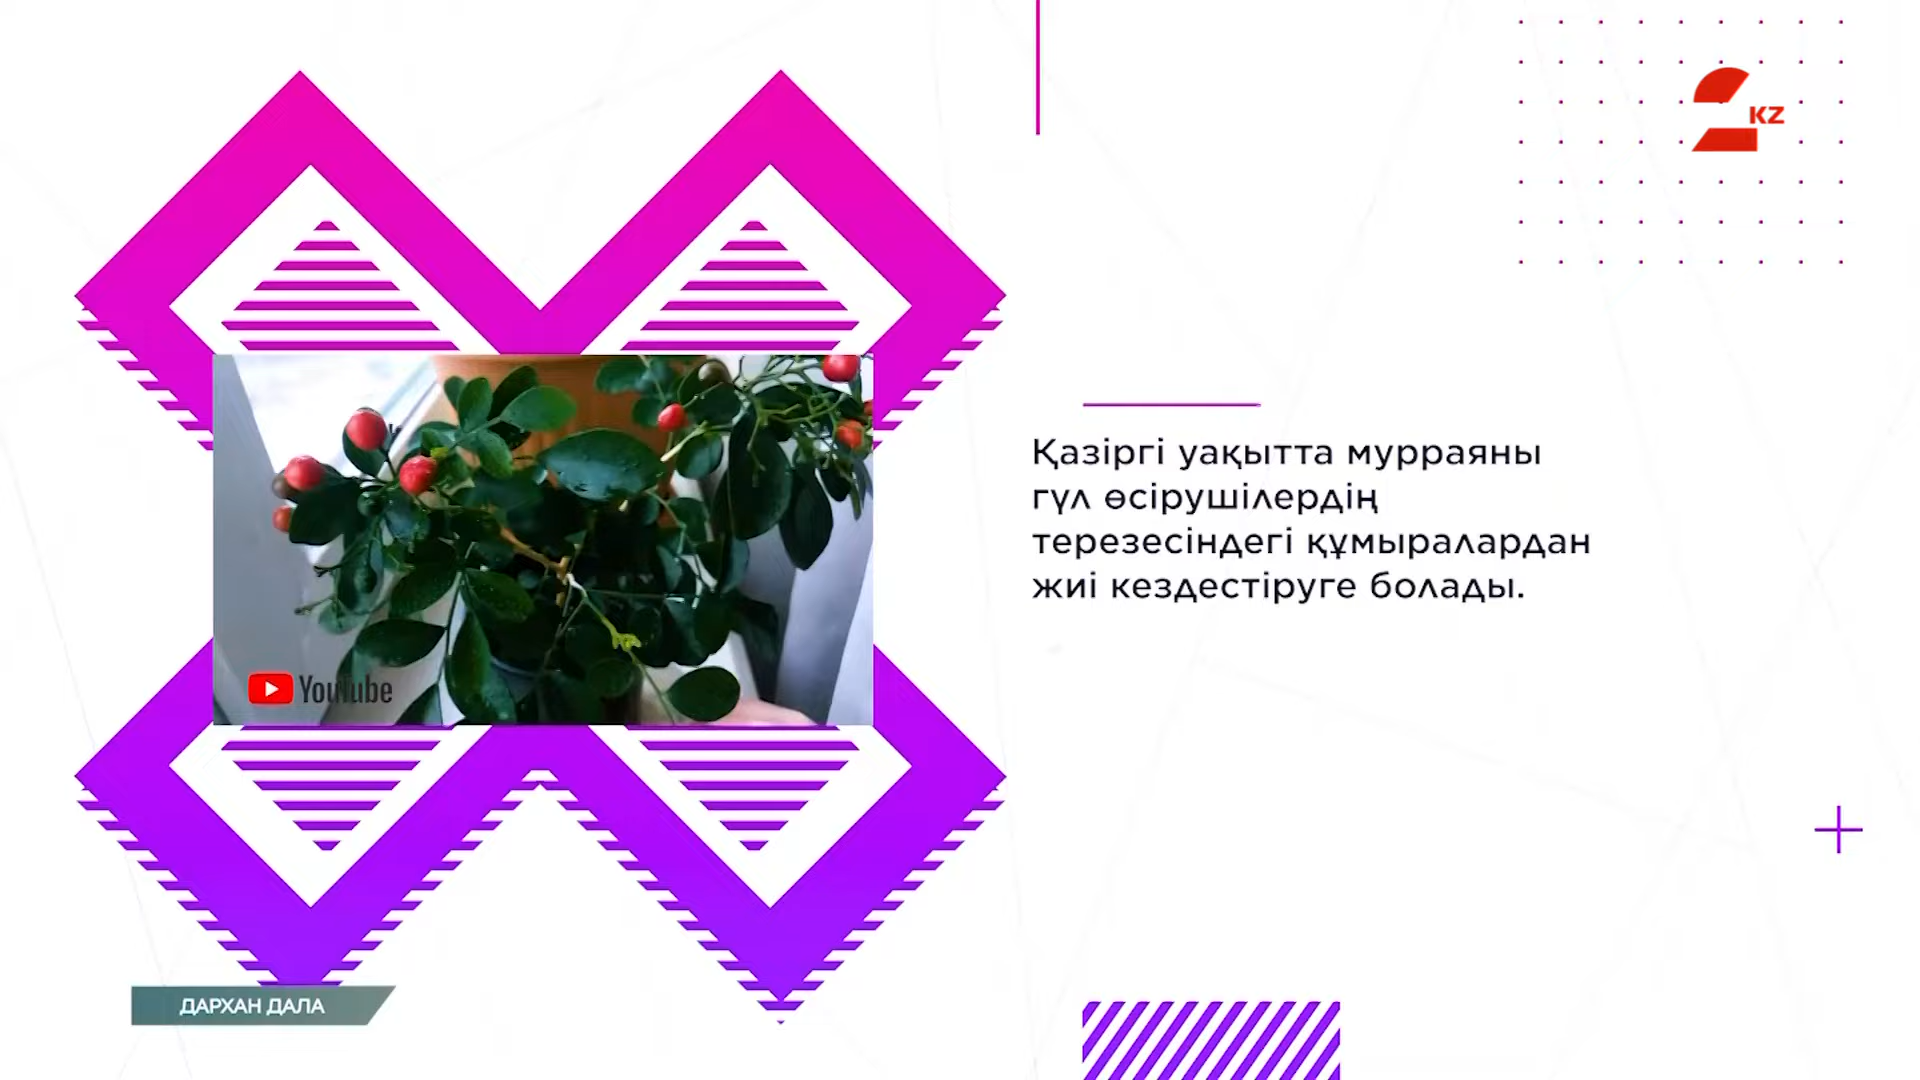 KZ
Қазіргі уақытта мурраяны
гүл өсірушілердің
терезесіндегі құмыралардан
жиі кездестіруге болады.
YouTube
ДАРХАН ДАЛА